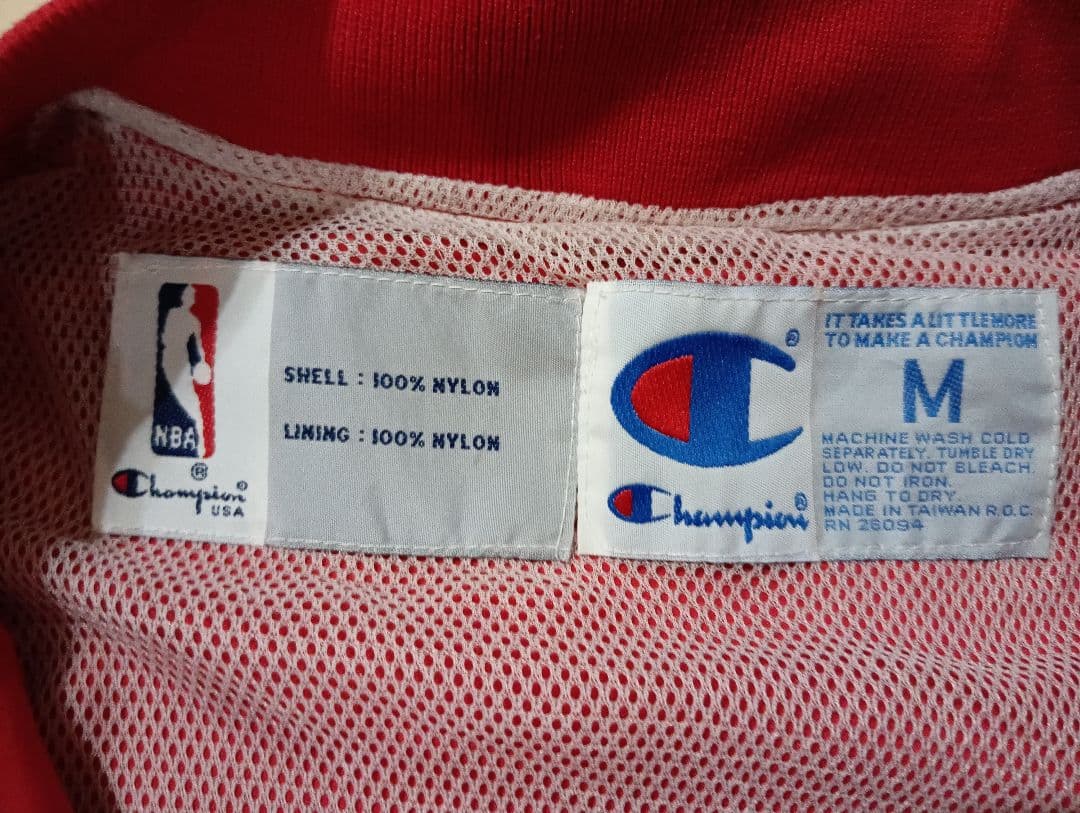 NBA
®
Champion®
USA
SHELL : 100% NYLON
LINING : 100% NYLON
®
Champion®
IT TAKES A LITTLE MORE
TO MAKE A CHAMPION
M
MACHINE WASH COLD
SEPARATELY. TUMBLE DRY
LOW. DO NOT BLEACH.
DO NOT IRON.
HANG TO DRY.
MADE IN TAIWAN R.O.C.
RN 26094